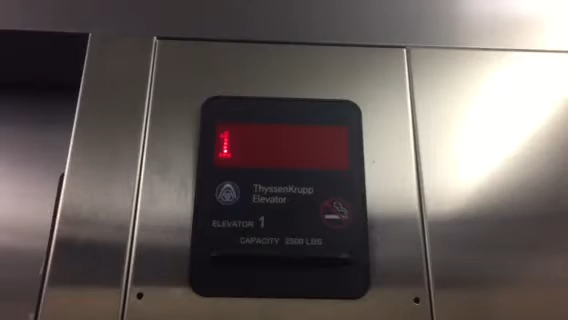 1
ThyssenKrupp
Elevator
ELEVATOR 1
CAPACITY 2500 LBS